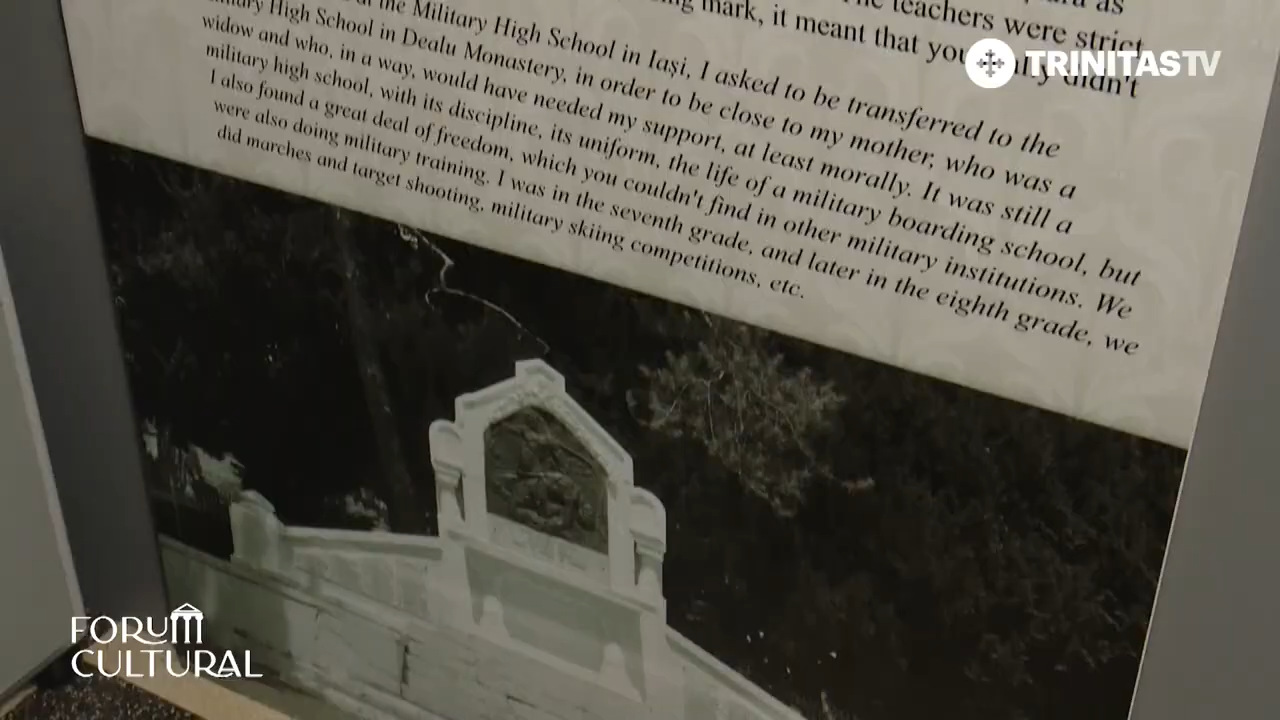 The teachers were strict
mark, it meant that you didn't
the Military High School in Iași, I asked to be transferred to the
High School in Dealu Monastery, in order to be close to my mother, who was a
widow and who, in a way, would have needed my support, at least morally. It was still a
military high school, with its discipline, its uniform, the life of a military boarding school, but
I also found a great deal of freedom, which you couldn't find in other military institutions. We
were also doing military training. I was in the seventh grade, and later in the eighth grade, we
did marches and target shooting, military skiing competitions, etc.
TRINITAS TV
FORUM
CULTURAL